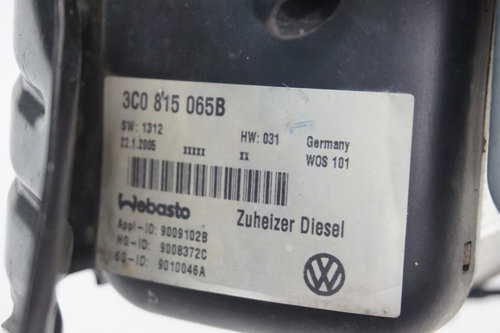 3C0 815 065B
SW: 1312 HW: 031 Germany
22.1.2005 xxxxx xx WOS 101
Webasto Zuheizer Diesel
Appl-ID: 9009102B
HG-ID: 9008372C
SG-ID: 9010046A